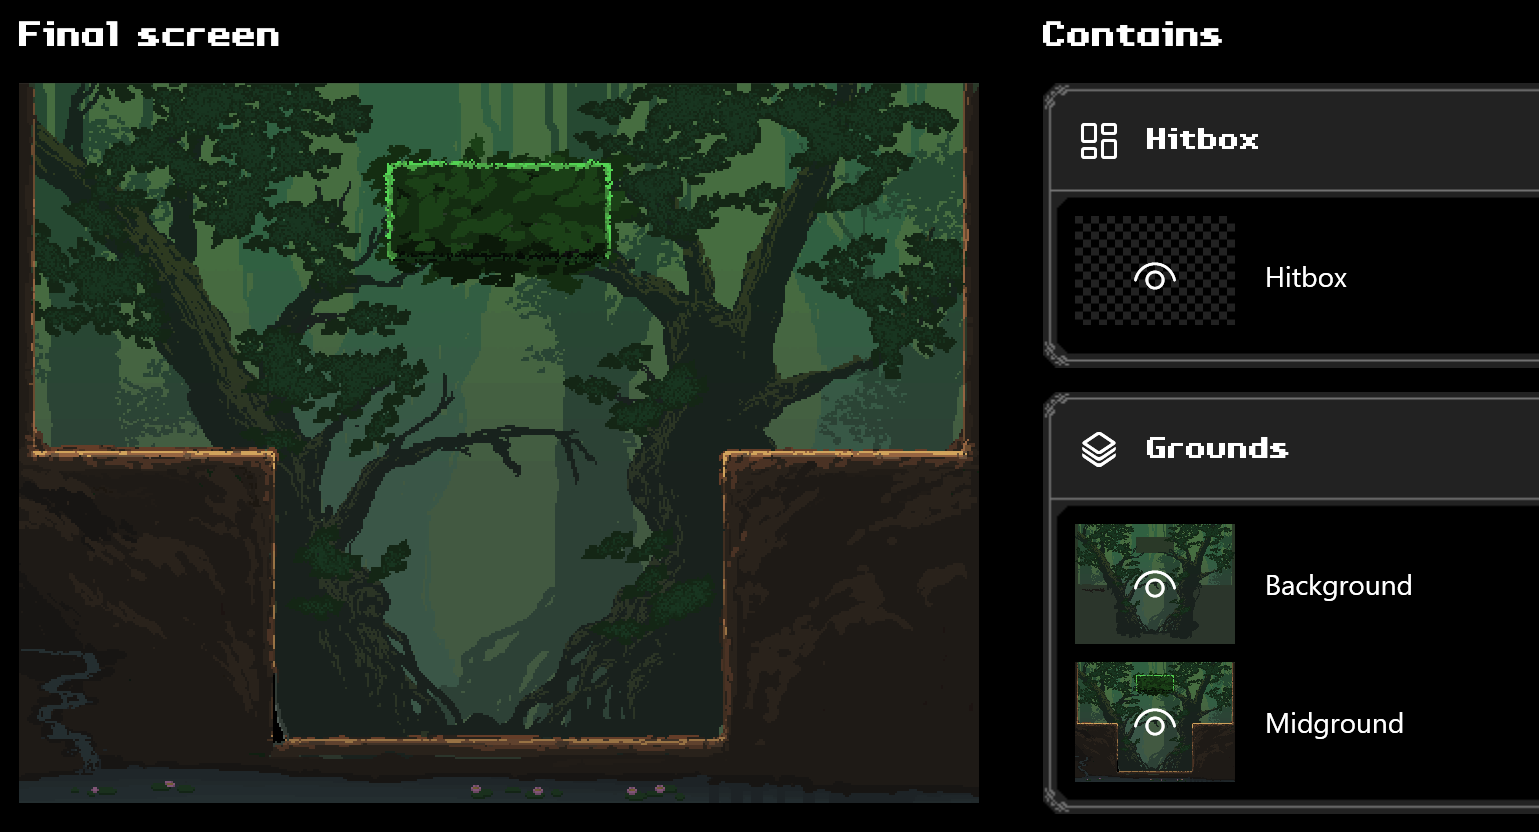 Final screen
Contains
Hitbox
Hitbox
Grounds
Background
Midground